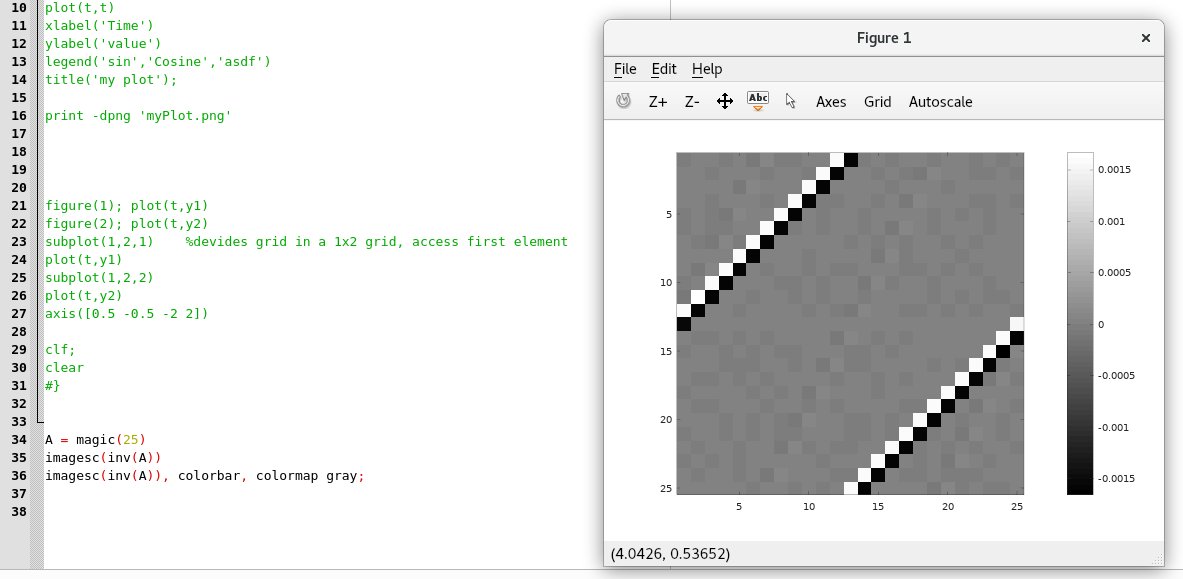 10 plot(t,t)
11 xlabel('Time')
12 ylabel('value')
13 legend('sin','Cosine','asdf')
14 title('my plot');
15
16 print -dpng 'myPlot.png'
17
18
19
20
21 figure(1); plot(t,y1)
22 figure(2); plot(t,y2)
23 subplot(1,2,1)    %devides grid in a 1x2 grid, access first element
24 plot(t,y1)
25 subplot(1,2,2)
26 plot(t,y2)
27 axis([0.5 -0.5 -2 2])
28
29 clf;
30 clear
31 #}
32
33
34 A = magic(25)
35 imagesc(inv(A))
36 imagesc(inv(A)), colorbar, colormap gray;
37
38
Figure 1
File Edit Help
Z+ Z- Abc Axes Grid Autoscale
5
10
15
20
25
5 10 15 20 25
0.0015
0.001
0.0005
0
-0.0005
-0.001
-0.0015
(4.0426, 0.53652)